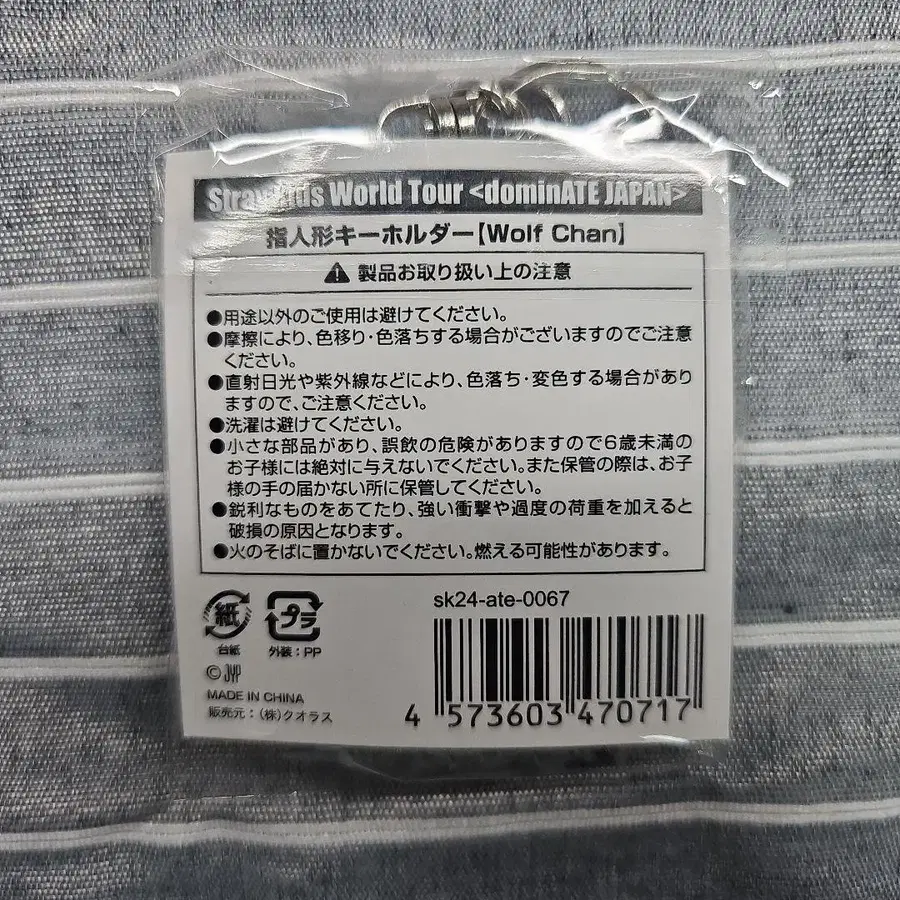 Stray Kids World Tour <dominATE JAPAN>
指人形キーホルダー【Wolf Chan】
製品お取り扱い上の注意
●用途以外のご使用は避けてください。
●摩擦により、色移り・色落ちする場合がございますのでご注意
ください。
●直射日光や紫外線などにより、色落ち・変色する場合があり
ますので、ご注意ください。
●洗濯は避けてください。
●小さな部品があり、誤飲の危険がありますので6歳未満の
お子様には絶対に与えないでください。また保管の際は、お子
様の手の届かない所に保管してください。
●鋭利なものをあてたり、強い衝撃や過度の荷重を加えると
破損の原因となります。
●火のそばに置かないでください。燃える可能性があります。
sk24-ate-0067
紙
プラ
台紙
外装：PP
© JYP
MADE IN CHINA
販売元：（株）クオラス
4 573603 470717